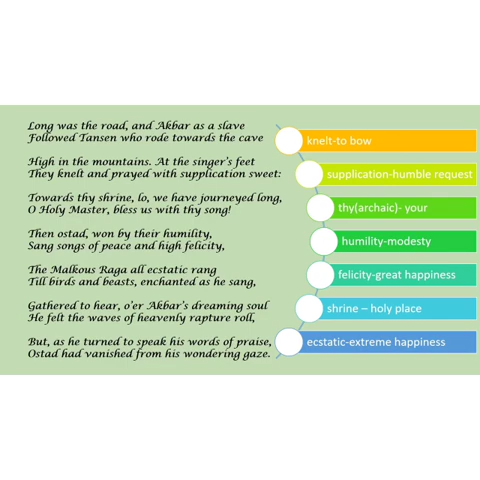 Long was the road, and Akbar as a slave
Followed Tansen who rode towards the cave
High in the mountains. At the singer's feet
They knelt and prayed with supplication sweet:
Towards thy shrine, lo, we have journeyed long,
O Holy Master, bless us with thy song!
Then ostad, won by their humility,
Sang songs of peace and high felicity,
The Malkous Raga all ecstatic rang
Till birds and beasts, enchanted as he sang,
Gathered to hear, o'er Akbar's dreaming soul
He felt the waves of heavenly rapture roll,
But, as he turned to speak his words of praise,
Ostad had vanished from his wondering gaze.
knelt-to bow
supplication-humble request
thy(archaic)- your
humility-modesty
felicity-great happiness
shrine – holy place
ecstatic-extreme happiness